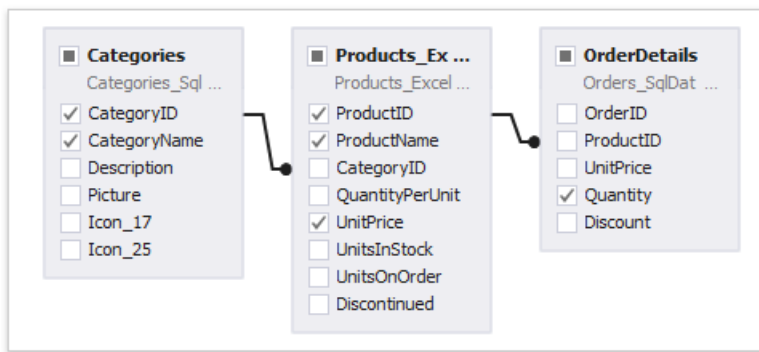 Categories
Categories_Sql ...
CategoryID
CategoryName
Description
Picture
Icon_17
Icon_25
Products_Ex ...
Products_Excel ...
ProductID
ProductName
CategoryID
QuantityPerUnit
UnitPrice
UnitsInStock
UnitsOnOrder
Discontinued
OrderDetails
Orders_SqlDat ...
OrderID
ProductID
UnitPrice
Quantity
Discount